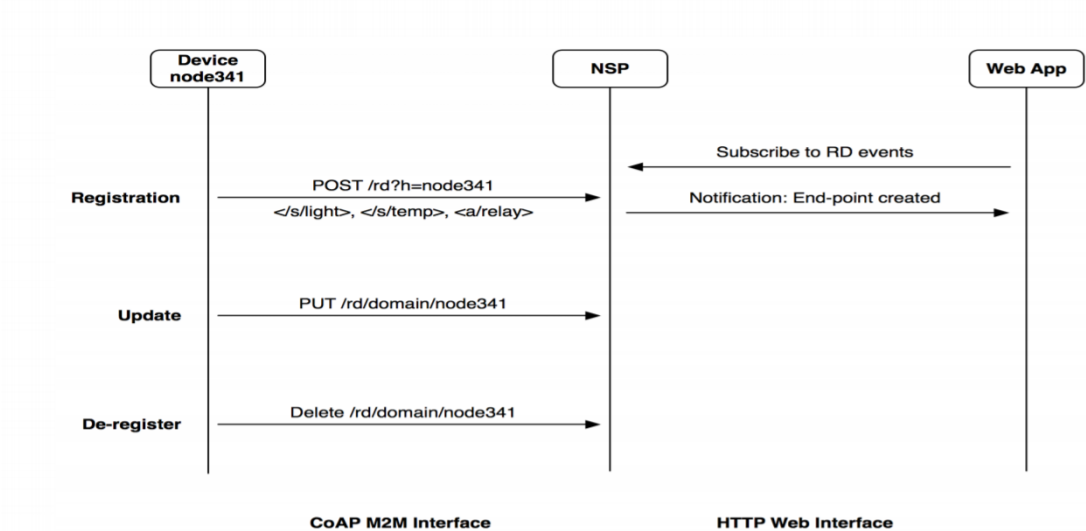 Device
node341
NSP
Web App
Subscribe to RD events
Registration
POST /rd?h=node341
Notification: End-point created
</s/light>, </s/temp>, <a/relay>
Update
PUT /rd/domain/node341
De-register
Delete /rd/domain/node341
CoAP M2M Interface
HTTP Web Interface